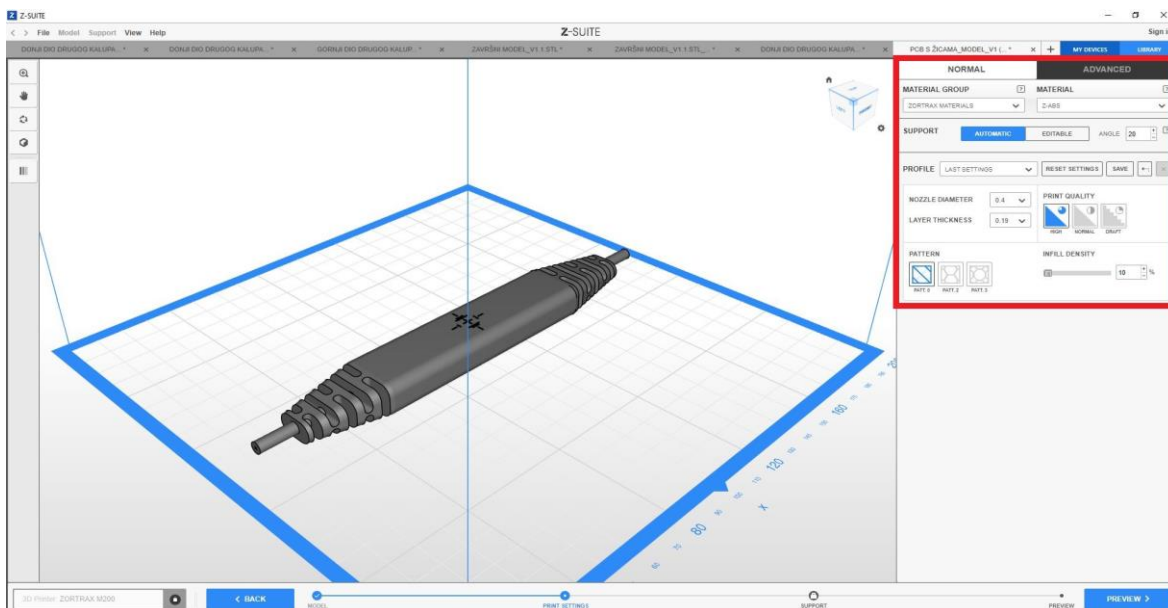 Z-SUITE
< > File Model Support View Help
Z-SUITE
Sign i
DONJI DIO DRUGOG KALUPA... *
DONJI DIO DRUGOG KALUPA... *
GORNJI DIO DRUGOG KALUP... *
ZAVRŠNI MODEL_V1.1.STL *
ZAVRŠNI MODEL_V1.1.STL_... *
DONJI DIO DRUGOG KALUPA... *
PCB S ŽICAMA_MODEL_V1 (... *
MY DEVICES
LIBRARY
NORMAL
ADVANCED
MATERIAL GROUP
MATERIAL
ZORTRAX MATERIALS
Z-ABS
SUPPORT AUTOMATIC EDITABLE ANGLE 20
PROFILE LAST SETTINGS RESET SETTINGS SAVE
NOZZLE DIAMETER 0.4
LAYER THICKNESS 0.19
PRINT QUALITY
HIGH NORMAL DRAFT
PATTERN
PATT. 0 PATT. 2 PATT. 3
INFILL DENSITY
10 %
160
120
80
X
3D Printer: ZORTRAX M200
< BACK
MODEL
PRINT SETTINGS
SUPPORT
PREVIEW
PREVIEW >